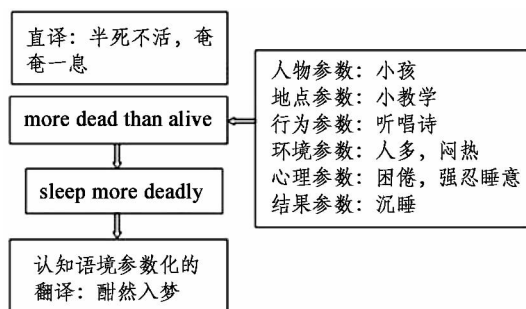 直译：半死不活，奄
奄一息
more dead than alive
sleep more deadly
认知语境参数化的
翻译：酣然入梦
人物参数：小孩
地点参数：小教学
行为参数：听唱诗
环境参数：人多，闷热
心理参数：困倦，强忍睡意
结果参数：沉睡